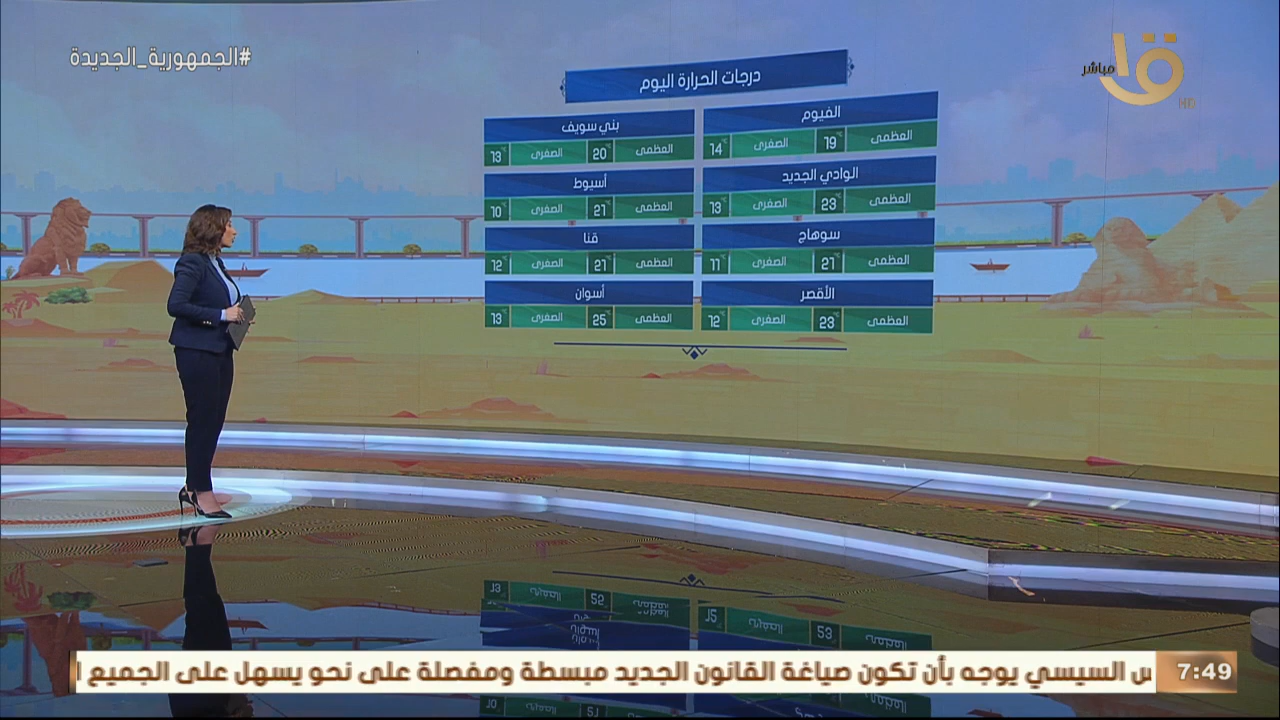 #الجمهورية_الجديدة
مباشر
HD
درجات الحرارة اليوم
الفيوم
العظمى 19° الصغرى 14°
بني سويف
العظمى 20° الصغرى 13°
الوادي الجديد
العظمى 23° الصغرى 13°
أسيوط
العظمى 21° الصغرى 10°
سوهاج
العظمى 21° الصغرى 11°
قنا
العظمى 21° الصغرى 12°
الأقصر
العظمى 23° الصغرى 12°
أسوان
العظمى 25° الصغرى 13°
7:49
السيسي يوجه بأن تكون صياغة القانون الجديد مبسطة ومفصلة على نحو يسهل على الجميع